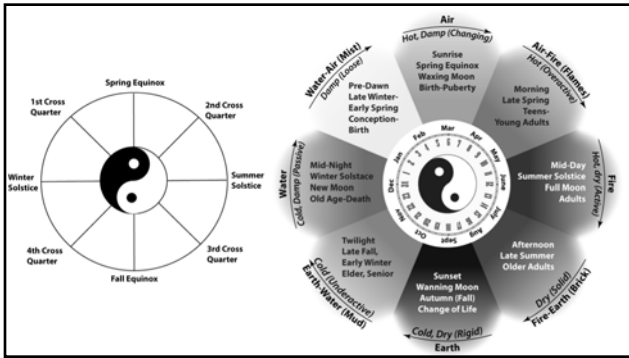 Spring Equinox
1st Cross
Quarter
2nd Cross
Quarter
Winter
Solstice
Summer
Solstice
4th Cross
Quarter
3rd Cross
Quarter
Fall Equinox
Air
Hot, Damp (Changing)
Sunrise
Spring Equinox
Waxing Moon
Birth-Puberty
Air-Fire (Flames)
Hot (Overactive)
Morning
Late Spring
Teens-
Young Adults
Fire
Hot, dry (Active)
Mid-Day
Summer Solstice
Full Moon
Adults
Afternoon
Late Summer
Older Adults
Dry (Solid)
Fire-Earth (Brick)
Sunset
Wanning Moon
Autumn (Fall)
Change of Life
Cold, Dry (Rigid)
Earth
Twilight
Late Fall,
Early Winter
Elder, Senior
Cold (Underactive)
Earth-Water (Mud)
Water
Cold, Damp (Passive)
Mid-Night
Winter Solstace
New Moon
Old Age-Death
Water-Air (Mist)
Damp (Loose)
Pre-Dawn
Late Winter-
Early Spring
Conception-
Birth
Jan
Feb
Mar
Apr
May
June
July
Aug
Sept
Oct
Nov
Dec